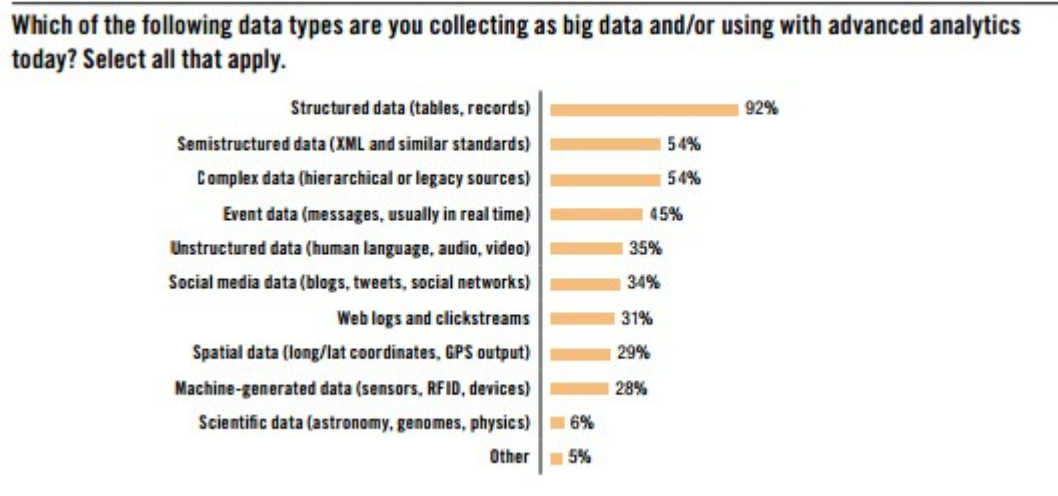 Which of the following data types are you collecting as big data and/or using with advanced analytics
today? Select all that apply.
Structured data (tables, records) 92%
Semistructured data (XML and similar standards) 54%
Complex data (hierarchical or legacy sources) 54%
Event data (messages, usually in real time) 45%
Unstructured data (human language, audio, video) 35%
Social media data (blogs, tweets, social networks) 34%
Web logs and clickstreams 31%
Spatial data (long/lat coordinates, GPS output) 29%
Machine-generated data (sensors, RFID, devices) 28%
Scientific data (astronomy, genomes, physics) 6%
Other 5%